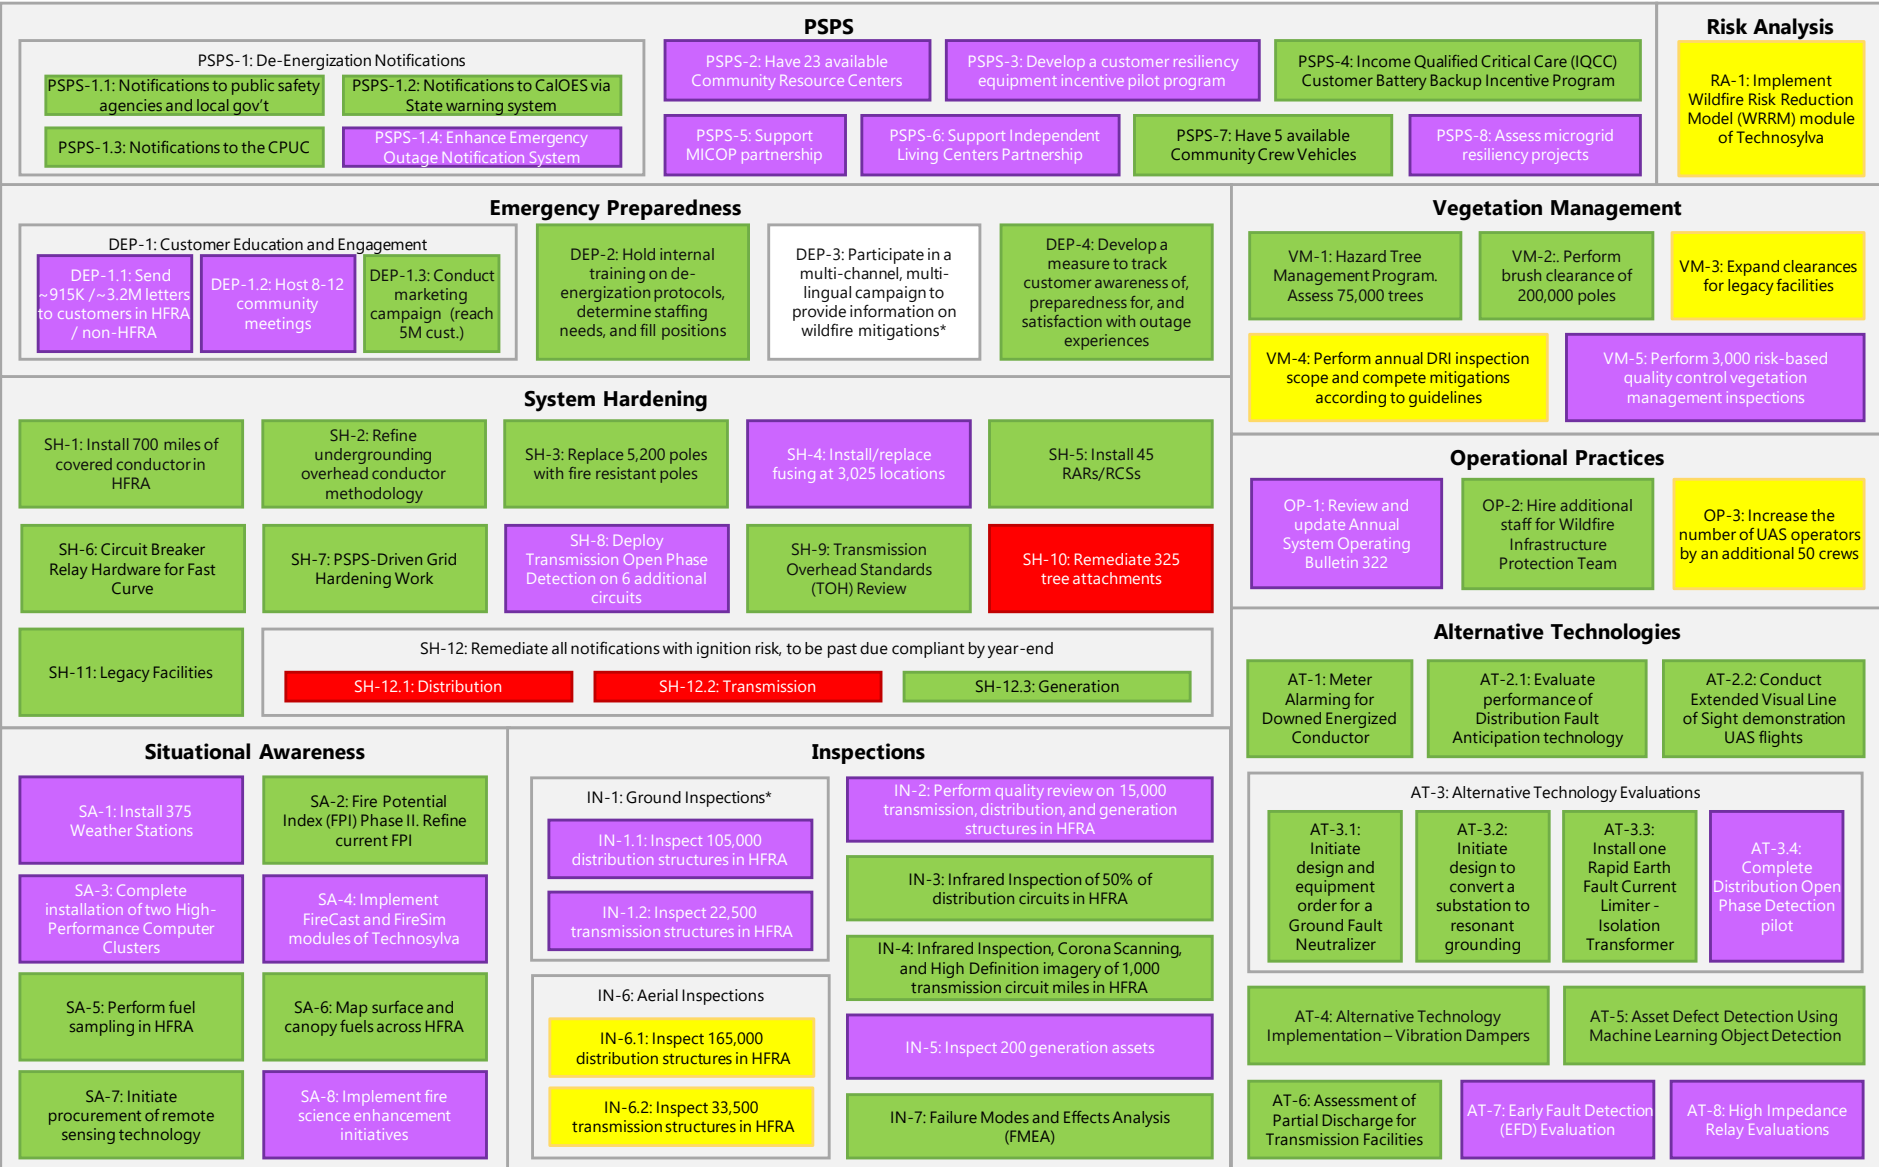 PSPS
PSPS-1: De-Energization Notifications
PSPS-1.1: Notifications to public safety
agencies and local gov't
PSPS-1.2: Notifications to CalOES via
State warning system
PSPS-1.3: Notifications to the CPUC
PSPS-1.4: Enhance Emergency
Outage Notification System
PSPS-2: Have 23 available
Community Resource Centers
PSPS-3: Develop a customer resiliency
equipment incentive pilot program
PSPS-4: Income Qualified Critical Care (IQCC)
Customer Battery Backup Incentive Program
PSPS-5: Support
MICOP partnership
PSPS-6: Support Independent
Living Centers Partnership
PSPS-7: Have 5 available
Community Crew Vehicles
PSPS-8: Assess microgrid
resiliency projects
Risk Analysis
RA-1: Implement
Wildfire Risk Reduction
Model (WRRM) module
of Technosylva
Emergency Preparedness
DEP-1: Customer Education and Engagement
DEP-1.1: Send
~915K /~3.2M letters
to customers in HFRA
/ non-HFRA
DEP-1.2: Host 8-12
community
meetings
DEP-1.3: Conduct
marketing
campaign (reach
5M cust.)
DEP-2: Hold internal
training on de-
energization protocols,
determine staffing
needs, and fill positions
DEP-3: Participate in a
multi-channel, multi-
lingual campaign to
provide information on
wildfire mitigations*
DEP-4: Develop a
measure to track
customer awareness of,
preparedness for, and
satisfaction with outage
experiences
Vegetation Management
VM-1: Hazard Tree
Management Program.
Assess 75,000 trees
VM-2:. Perform
brush clearance of
200,000 poles
VM-3: Expand clearances
for legacy facilities
VM-4: Perform annual DRI inspection
scope and compete mitigations
according to guidelines
VM-5: Perform 3,000 risk-based
quality control vegetation
management inspections
System Hardening
SH-1: Install 700 miles of
covered conductor in
HFRA
SH-2: Refine
undergrounding
overhead conductor
methodology
SH-3: Replace 5,200 poles
with fire resistant poles
SH-4: Install/replace
fusing at 3,025 locations
SH-5: Install 45
RARs/RCSs
SH-6: Circuit Breaker
Relay Hardware for Fast
Curve
SH-7: PSPS-Driven Grid
Hardening Work
SH-8: Deploy
Transmission Open Phase
Detection on 6 additional
circuits
SH-9: Transmission
Overhead Standards
(TOH) Review
SH-10: Remediate 325
tree attachments
SH-11: Legacy Facilities
SH-12: Remediate all notifications with ignition risk, to be past due compliant by year-end
SH-12.1: Distribution
SH-12.2: Transmission
SH-12.3: Generation
Operational Practices
OP-1: Review and
update Annual
System Operating
Bulletin 322
OP-2: Hire additional
staff for Wildfire
Infrastructure
Protection Team
OP-3: Increase the
number of UAS operators
by an additional 50 crews
Alternative Technologies
AT-1: Meter
Alarming for
Downed Energized
Conductor
AT-2.1: Evaluate
performance of
Distribution Fault
Anticipation technology
AT-2.2: Conduct
Extended Visual Line
of Sight demonstration
UAS flights
AT-3: Alternative Technology Evaluations
AT-3.1:
Initiate
design and
equipment
order for a
Ground Fault
Neutralizer
AT-3.2:
Initiate
design to
convert a
substation to
resonant
grounding
AT-3.3:
Install one
Rapid Earth
Fault Current
Limiter -
Isolation
Transformer
AT-3.4:
Complete
Distribution Open
Phase Detection
pilot
AT-4: Alternative Technology
Implementation – Vibration Dampers
AT-5: Asset Defect Detection Using
Machine Learning Object Detection
AT-6: Assessment of
Partial Discharge for
Transmission Facilities
AT-7: Early Fault Detection
(EFD) Evaluation
AT-8: High Impedance
Relay Evaluations
Situational Awareness
SA-1: Install 375
Weather Stations
SA-2: Fire Potential
Index (FPI) Phase II. Refine
current FPI
SA-3: Complete
installation of two High-
Performance Computer
Clusters
SA-4: Implement
FireCast and FireSim
modules of Technosylva
SA-5: Perform fuel
sampling in HFRA
SA-6: Map surface and
canopy fuels across HFRA
SA-7: Initiate
procurement of remote
sensing technology
SA-8: Implement fire
science enhancement
initiatives
Inspections
IN-1: Ground Inspections*
IN-1.1: Inspect 105,000
distribution structures in HFRA
IN-1.2: Inspect 22,500
transmission structures in HFRA
IN-6: Aerial Inspections
IN-6.1: Inspect 165,000
distribution structures in HFRA
IN-6.2: Inspect 33,500
transmission structures in HFRA
IN-2: Perform quality review on 15,000
transmission, distribution, and generation
structures in HFRA
IN-3: Infrared Inspection of 50% of
distribution circuits in HFRA
IN-4: Infrared Inspection, Corona Scanning,
and High Definition imagery of 1,000
transmission circuit miles in HFRA
IN-5: Inspect 200 generation assets
IN-7: Failure Modes and Effects Analysis
(FMEA)